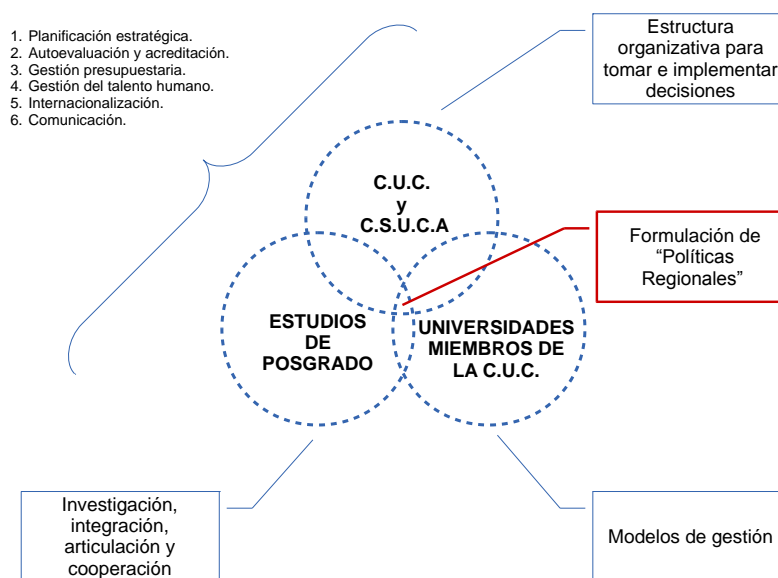 1. Planificación estratégica.
2. Autoevaluación y acreditación.
3. Gestión presupuestaria.
4. Gestión del talento humano.
5. Internacionalización.
6. Comunicación.
Estructura
organizativa para
tomar e implementar
decisiones
C.U.C.
y
C.S.U.C.A
Formulación de
“Políticas
Regionales”
ESTUDIOS
DE
POSGRADO
UNIVERSIDADES
MIEMBROS DE
LA C.U.C.
Investigación,
integración,
articulación y
cooperación
Modelos de gestión